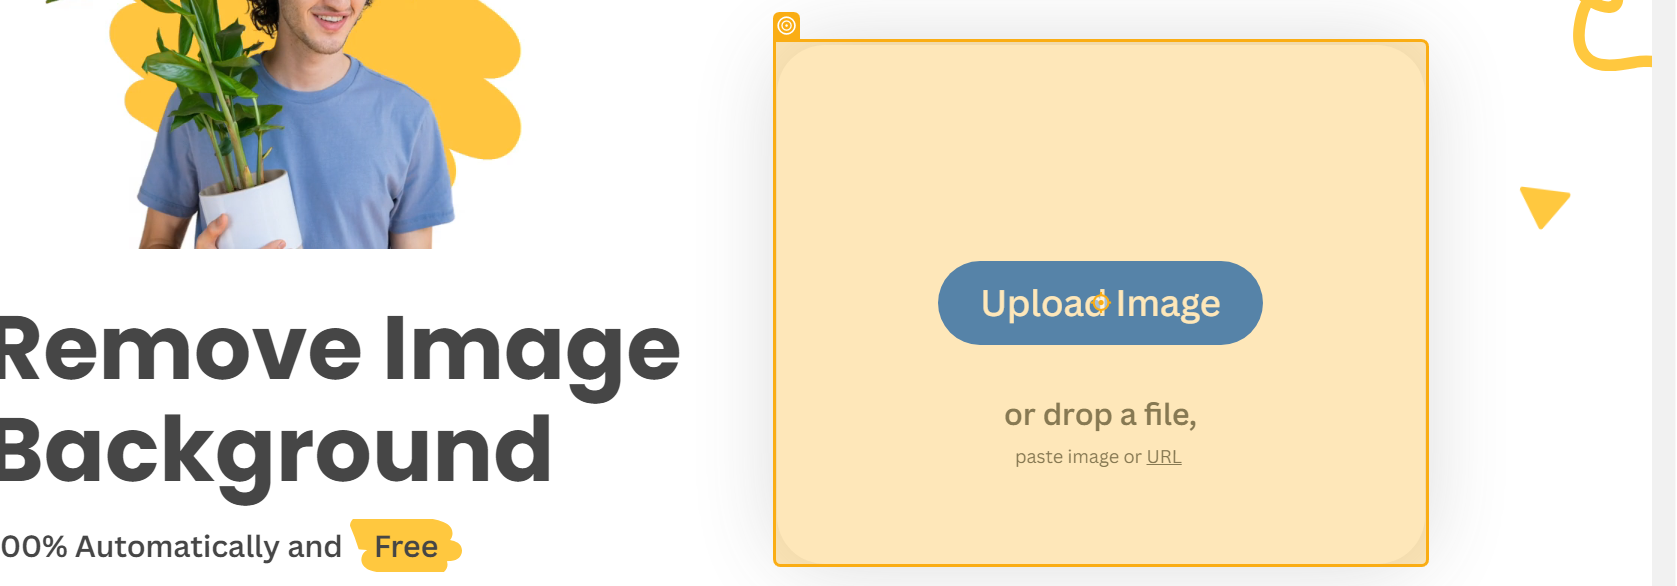 Remove Image
Background
00% Automatically and Free
Upload Image
or drop a file,
paste image or URL